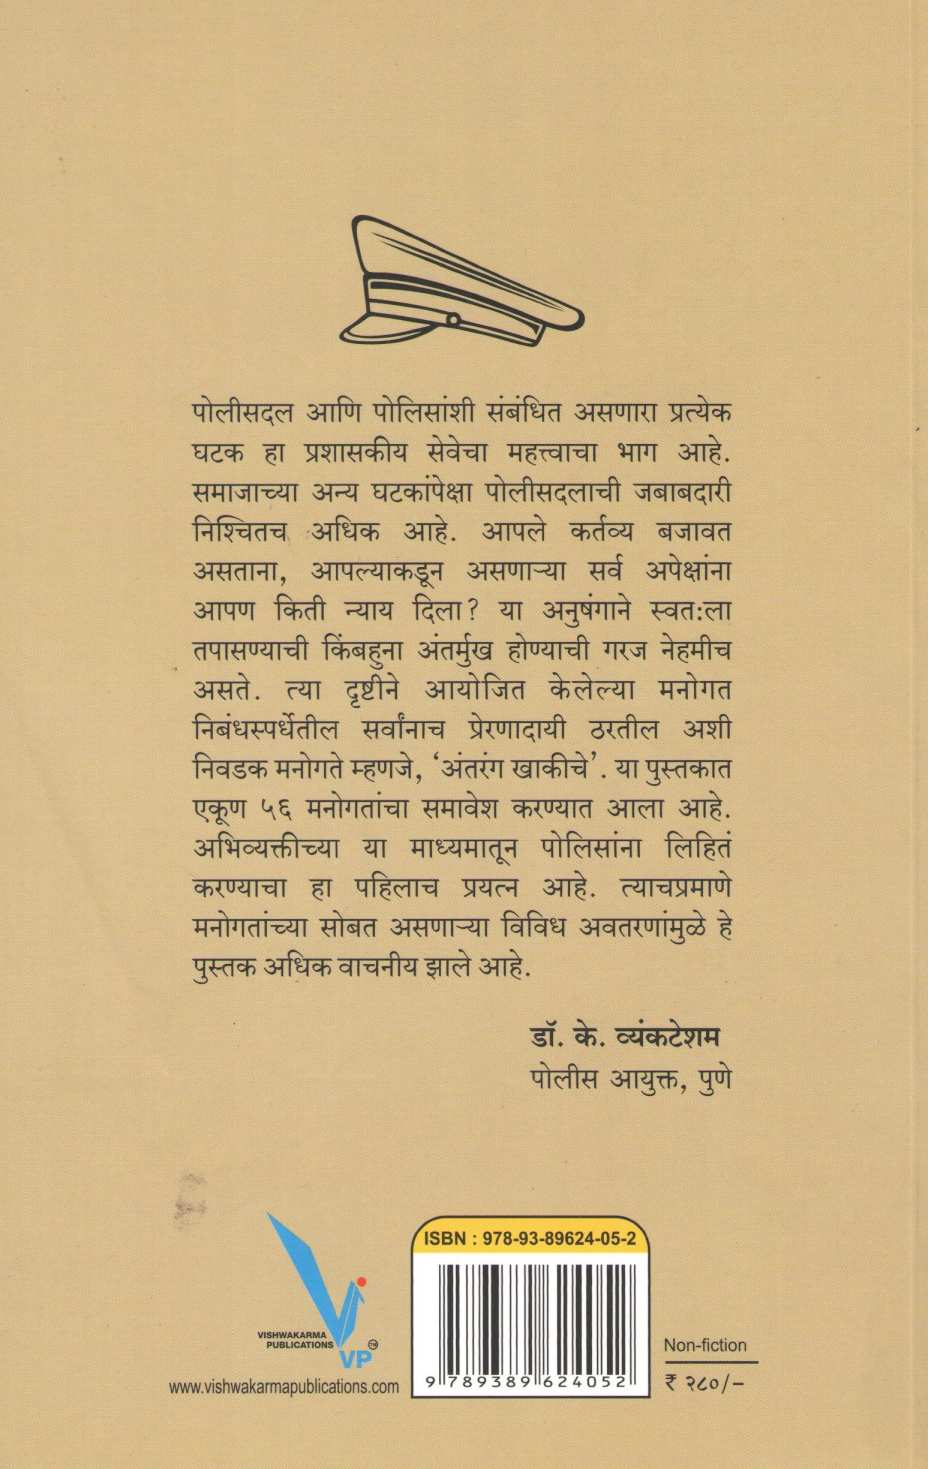 पोलीसदल आणि पोलिसांशी संबंधित असणारा प्रत्येक
घटक हा प्रशासकीय सेवेचा महत्त्वाचा भाग आहे.
समाजाच्या अन्य घटकांपेक्षा पोलीसदलाची जबाबदारी
निश्चितच अधिक आहे. आपले कर्तव्य बजावत
असताना, आपल्याकडून असणाऱ्या सर्व अपेक्षांना
आपण किती न्याय दिला? या अनुषंगाने स्वतःला
तपासण्याची किंबहुना अंतर्मुख होण्याची गरज नेहमीच
असते. त्या दृष्टीने आयोजित केलेल्या मनोगत
निबंधस्पर्धेतील सर्वांनाच प्रेरणादायी ठरतील अशी
निवडक मनोगते म्हणजे, ‘अंतरंग खाकीचे’. या पुस्तकात
एकूण ५६ मनोगतांचा समावेश करण्यात आला आहे.
अभिव्यक्तीच्या या माध्यमातून पोलिसांना लिहितं
करण्याचा हा पहिलाच प्रयत्न आहे. त्याचप्रमाणे
मनोगतांच्या सोबत असणाऱ्या विविध अवतरणांमुळे हे
पुस्तक अधिक वाचनीय झाले आहे.
डॉ. के. व्यंकटेशम
पोलीस आयुक्त, पुणे
VISHWAKARMA
PUBLICATIONS
VP
TM
www.vishwakarmapublications.com
ISBN : 978-93-89624-05-2
9 789389 624052
Non-fiction
₹ २८०/-